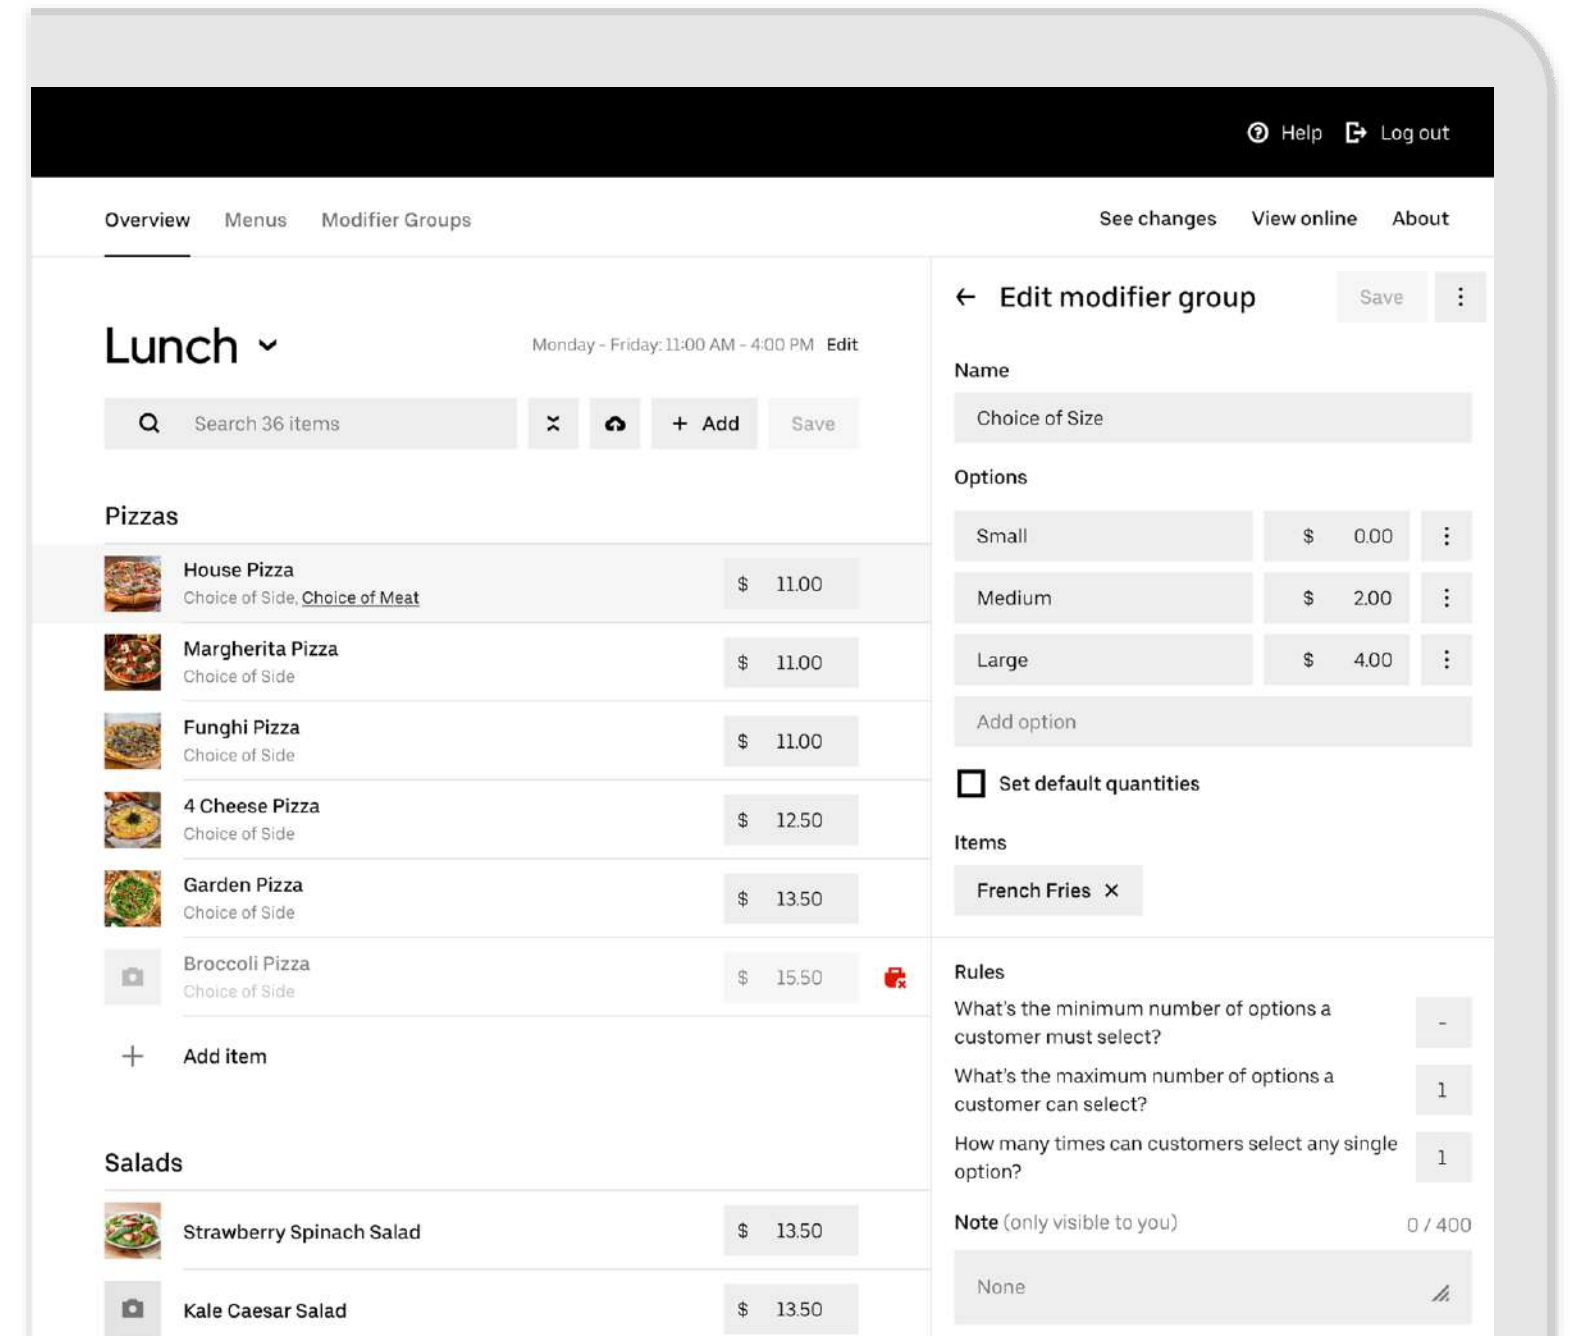 Help Log out
Overview Menus Modifier Groups See changes View online About
Lunch Monday - Friday: 11:00 AM - 4:00 PM Edit
Search 36 items + Add Save
Pizzas
House Pizza
Choice of Side, Choice of Meat
$ 11.00
Margherita Pizza
Choice of Side
$ 11.00
Funghi Pizza
Choice of Side
$ 11.00
4 Cheese Pizza
Choice of Side
$ 12.50
Garden Pizza
Choice of Side
$ 13.50
Broccoli Pizza
Choice of Side
$ 15.50
+ Add item
Salads
Strawberry Spinach Salad $ 13.50
Kale Caesar Salad $ 13.50
← Edit modifier group Save
Name
Choice of Size
Options
Small $ 0.00
Medium $ 2.00
Large $ 4.00
Add option
Set default quantities
Items
French Fries ×
Rules
What's the minimum number of options a
customer must select?
-
What's the maximum number of options a
customer can select?
1
How many times can customers select any single
option?
1
Note (only visible to you) 0 / 400
None